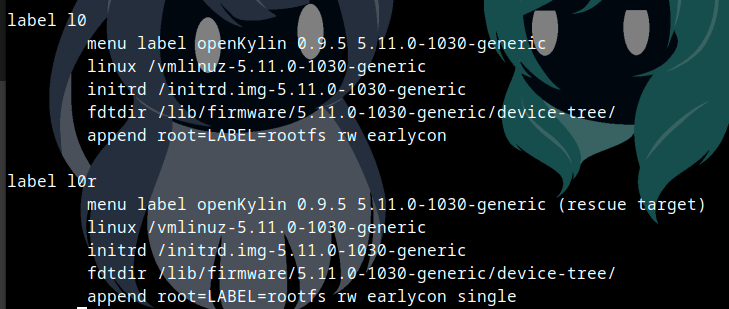 label l0
menu label openKylin 0.9.5 5.11.0-1030-generic
linux /vmlinuz-5.11.0-1030-generic
initrd /initrd.img-5.11.0-1030-generic
fdtdir /lib/firmware/5.11.0-1030-generic/device-tree/
append root=LABEL=rootfs rw earlycon
label l0r
menu label openKylin 0.9.5 5.11.0-1030-generic (rescue target)
linux /vmlinuz-5.11.0-1030-generic
initrd /initrd.img-5.11.0-1030-generic
fdtdir /lib/firmware/5.11.0-1030-generic/device-tree/
append root=LABEL=rootfs rw earlycon single